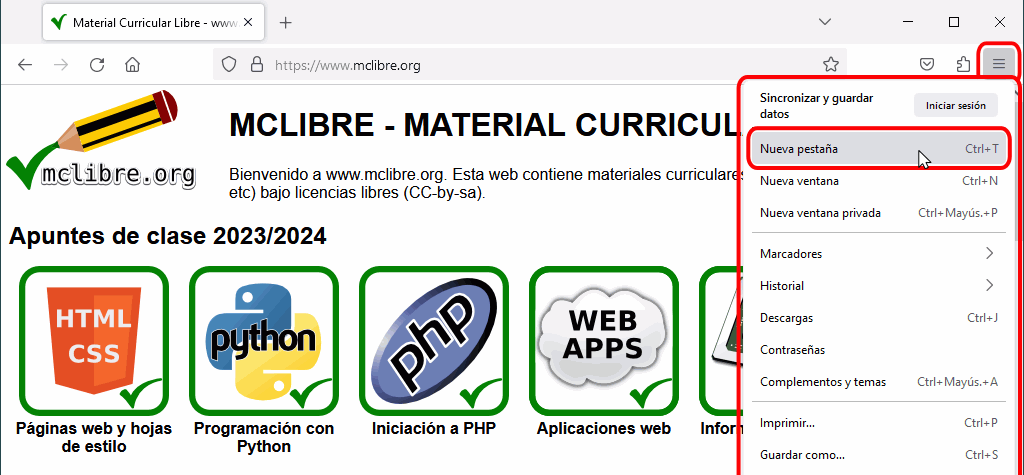 Material Curricular Libre - www
https://www.mclibre.org
Sincronizar y guardar
datos
Iniciar sesión
Nueva pestaña Ctrl+T
Nueva ventana Ctrl+N
Nueva ventana privada Ctrl+Mayús.+P
Marcadores
Historial
Descargas Ctrl+J
Contraseñas
Complementos y temas Ctrl+Mayús.+A
Imprimir... Ctrl+P
Guardar como... Ctrl+S
mclibre.org
MCLIBRE - MATERIAL CURRICUL
Bienvenido a www.mclibre.org. Esta web contiene materiales curriculares
etc) bajo licencias libres (CC-by-sa).
Apuntes de clase 2023/2024
HTML
CSS
python
php
WEB
APPS
Páginas web y hojas
de estilo
Programación con
Python
Iniciación a PHP
Aplicaciones web
Inform